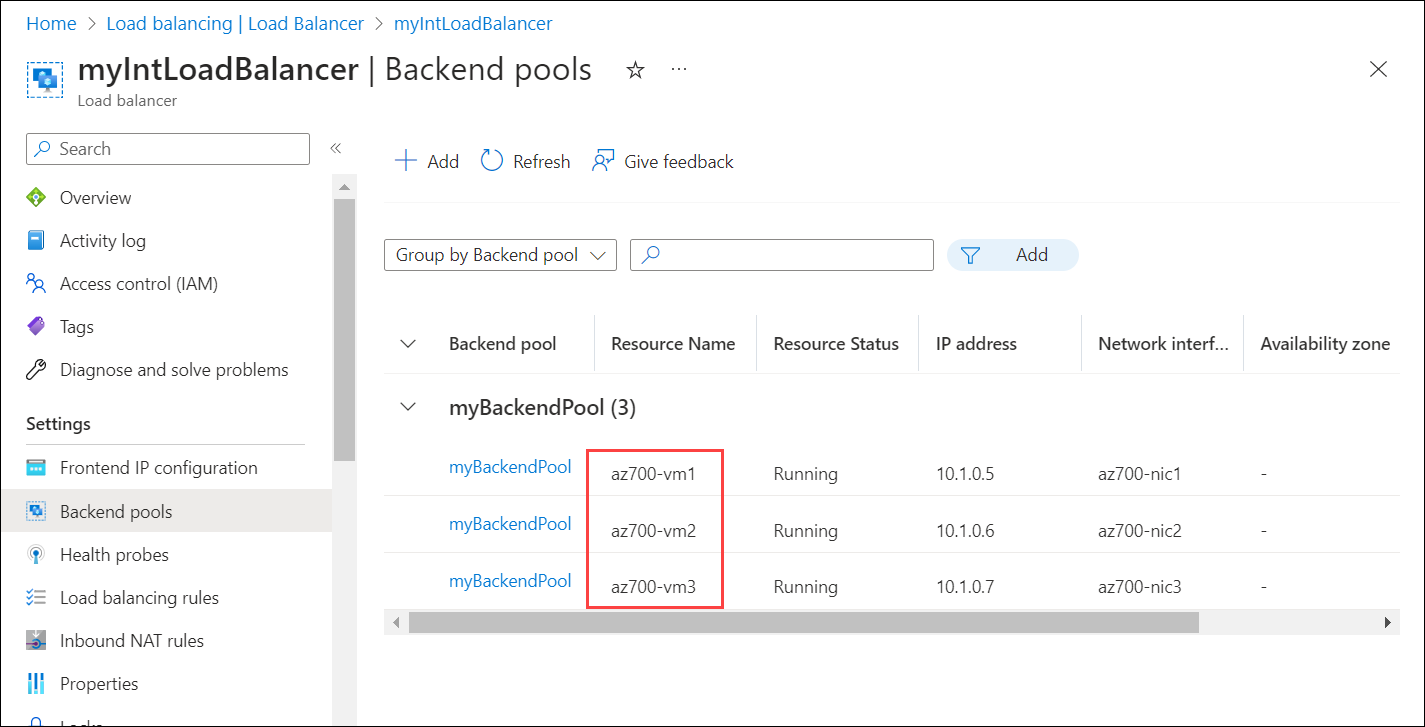 Home > Load balancing | Load Balancer > myIntLoadBalancer
myIntLoadBalancer | Backend pools
Load balancer
Search
Overview
Activity log
Access control (IAM)
Tags
Diagnose and solve problems
Settings
Frontend IP configuration
Backend pools
Health probes
Load balancing rules
Inbound NAT rules
Properties
Locks
Add Refresh Give feedback
Group by Backend pool Add
Backend pool Resource Name Resource Status IP address Network interf... Availability zone
myBackendPool (3)
myBackendPool az700-vm1 Running 10.1.0.5 az700-nic1 -
myBackendPool az700-vm2 Running 10.1.0.6 az700-nic2 -
myBackendPool az700-vm3 Running 10.1.0.7 az700-nic3 -